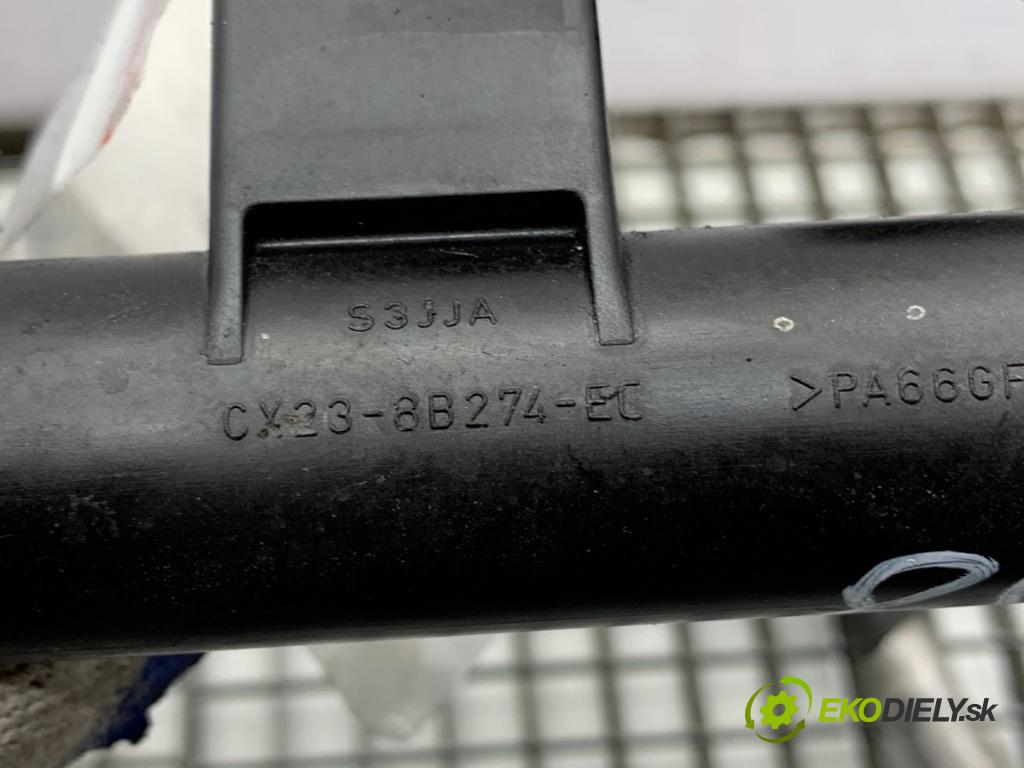 S3JJA
CX23-8B274-EC
>PA66GF
EKODIELY.sk